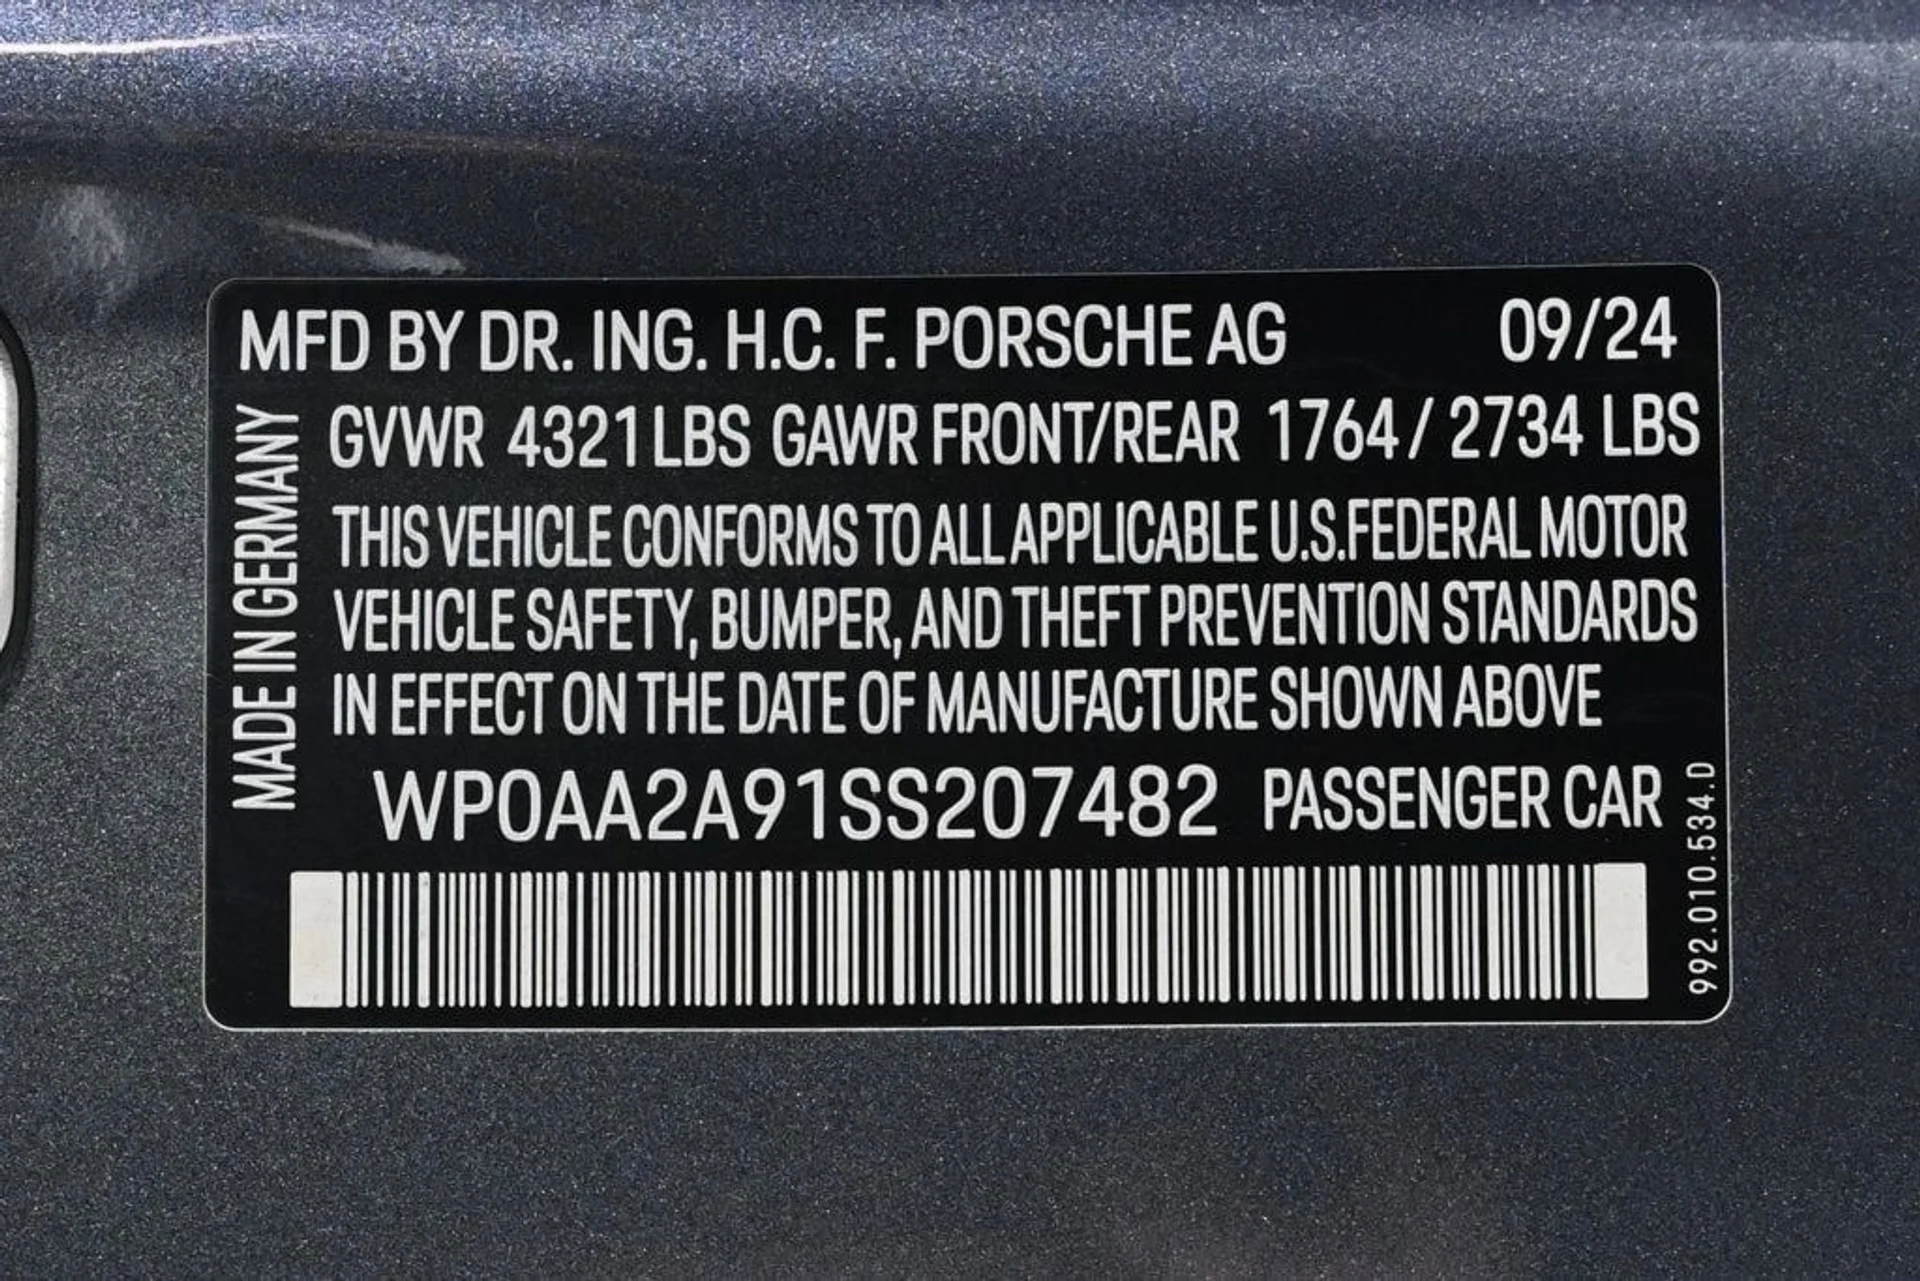 MFD BY DR. ING. H.C. F. PORSCHE AG 09/24
GVWR 4321 LBS GAWR FRONT/REAR 1764 / 2734 LBS
THIS VEHICLE CONFORMS TO ALL APPLICABLE U.S.FEDERAL MOTOR
VEHICLE SAFETY, BUMPER, AND THEFT PREVENTION STANDARDS
IN EFFECT ON THE DATE OF MANUFACTURE SHOWN ABOVE
WP0AA2A91SS207482 PASSENGER CAR
MADE IN GERMANY
992.010.534.D